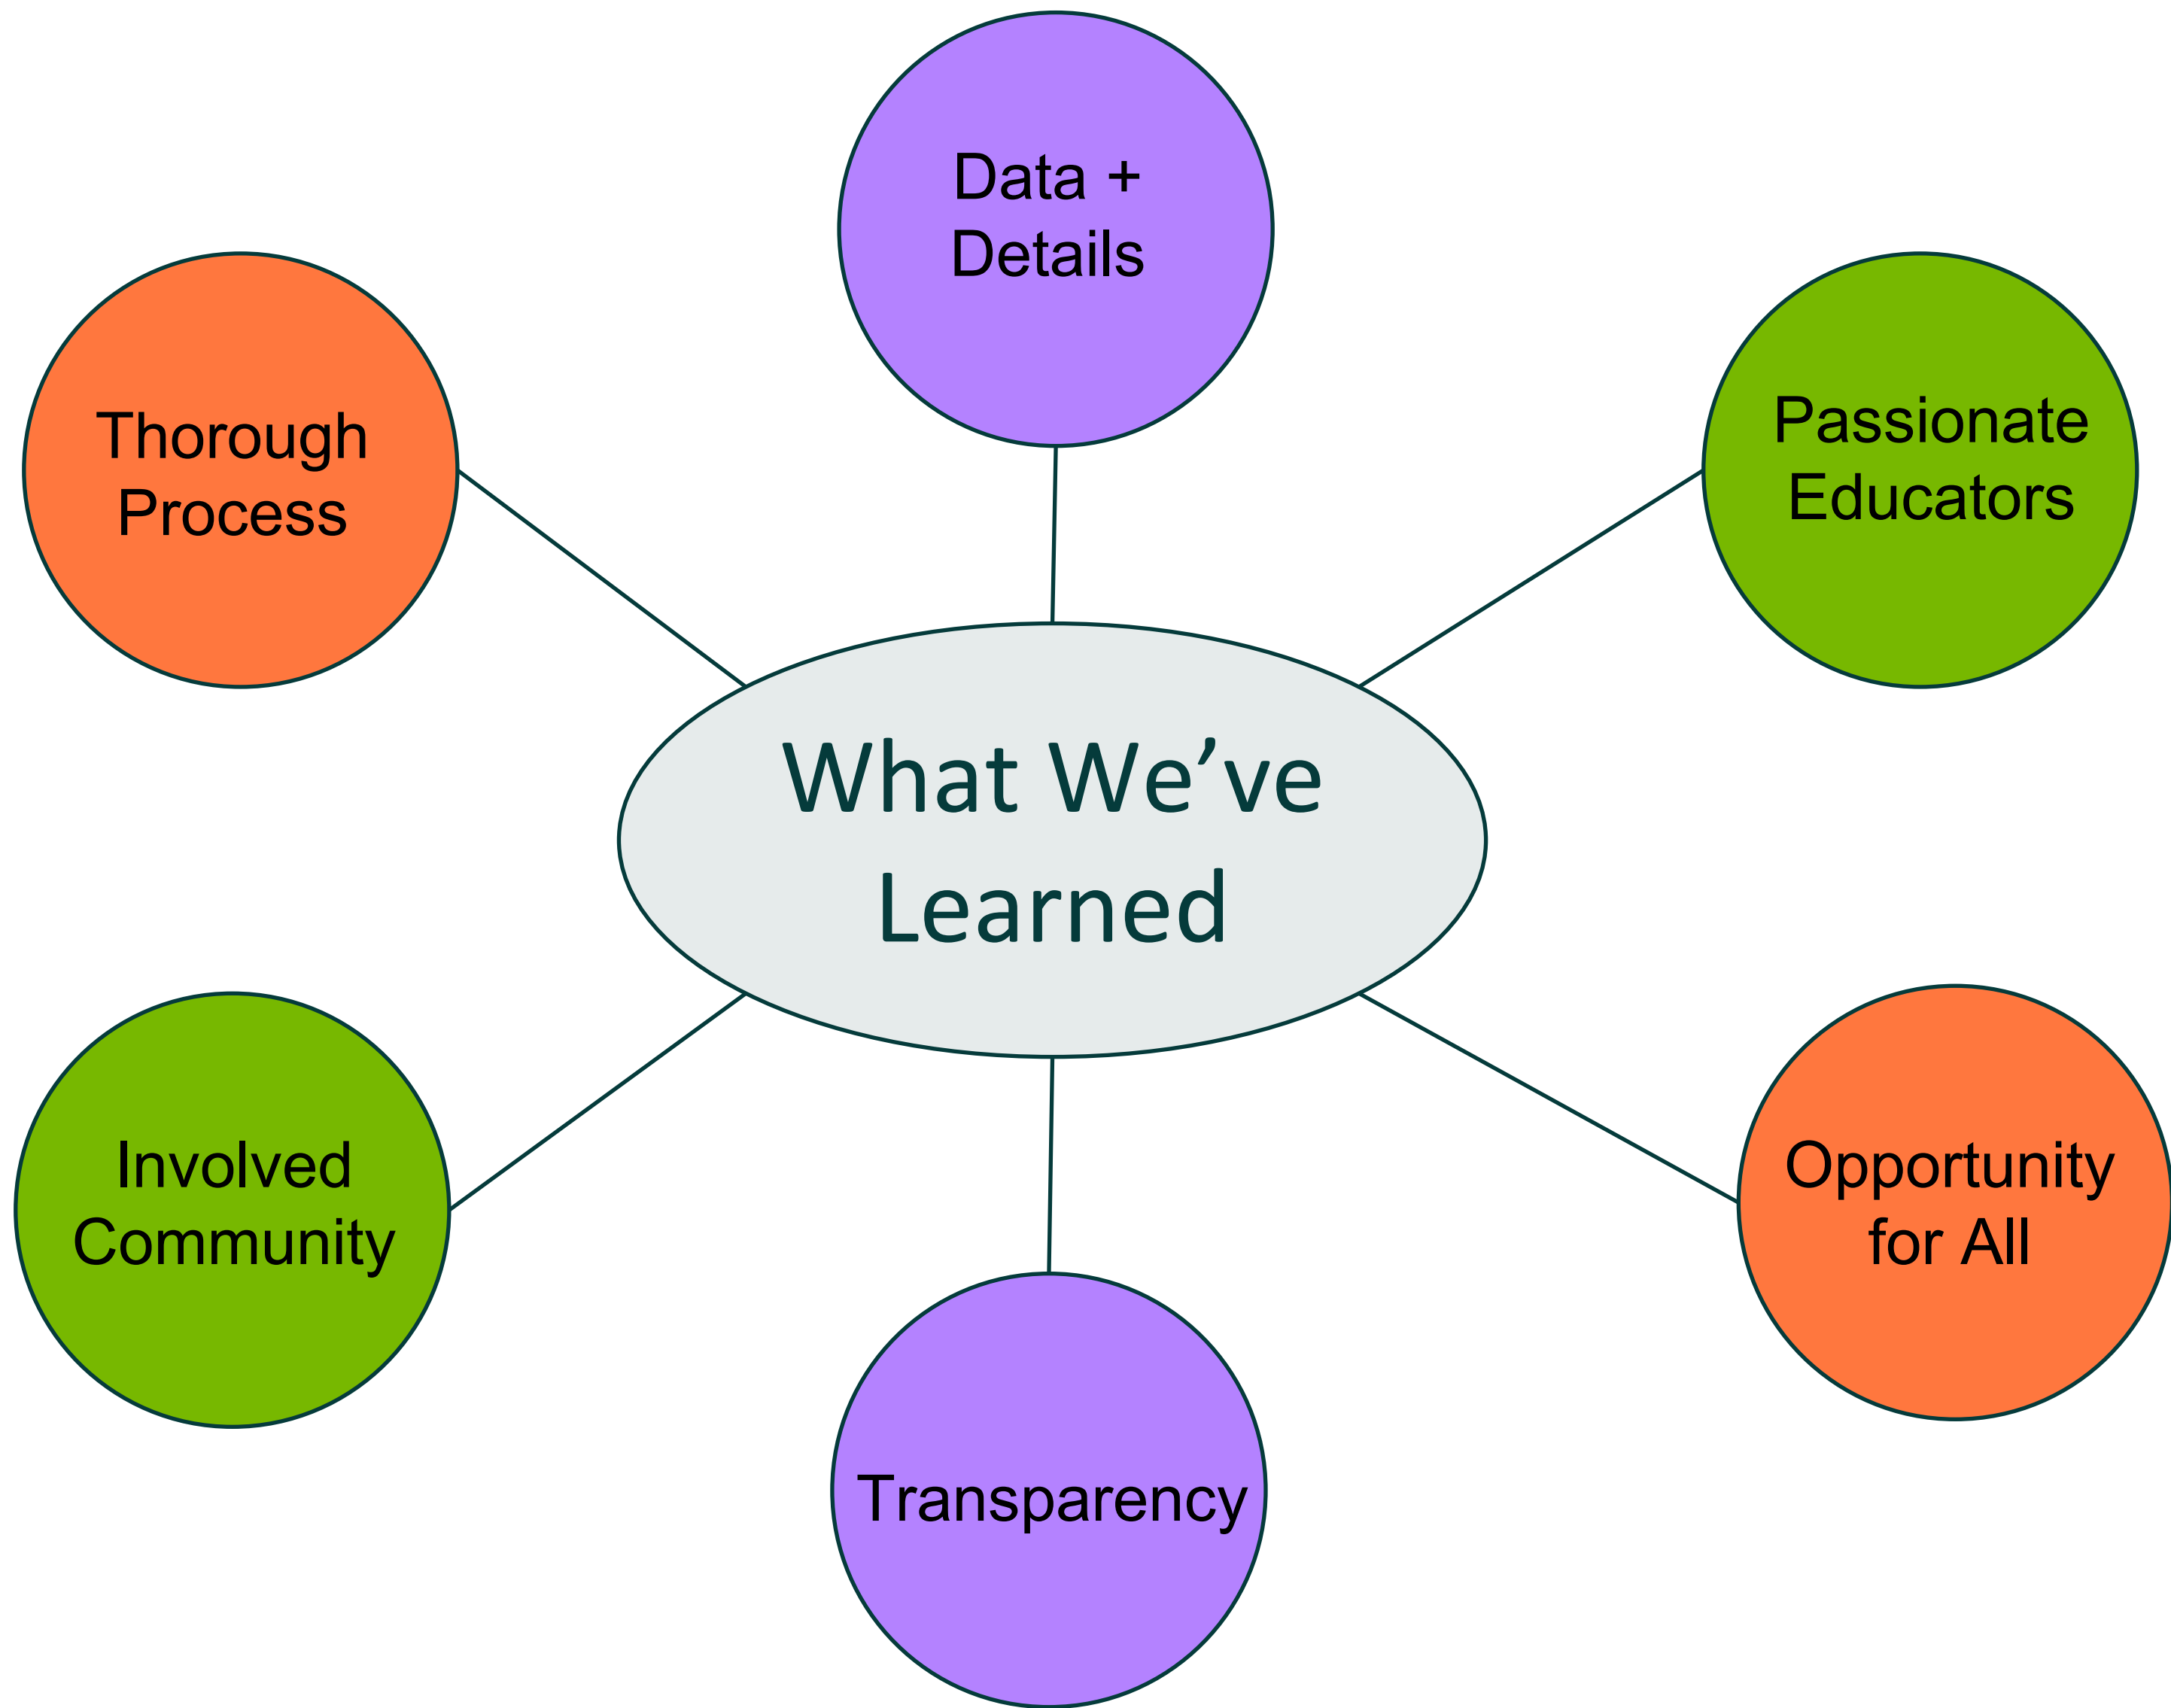 Data +
Details
Thorough
Process
Passionate
Educators
What We’ve
Learned
Involved
Community
Opportunity
for All
Transparency